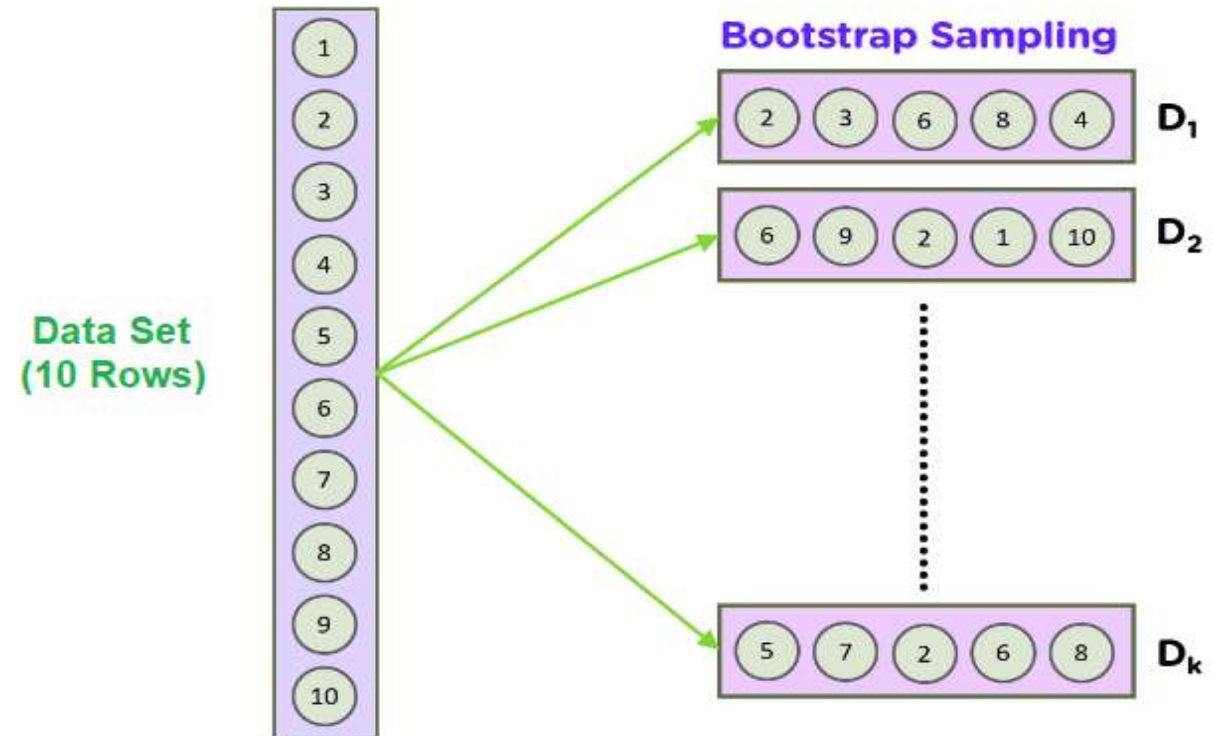 Bootstrap Sampling
Data Set
(10 Rows)
1
2
3
4
5
6
7
8
9
10
2 3 6 8 4 D₁
6 9 2 1 10 D₂
5 7 2 6 8 Dₖ